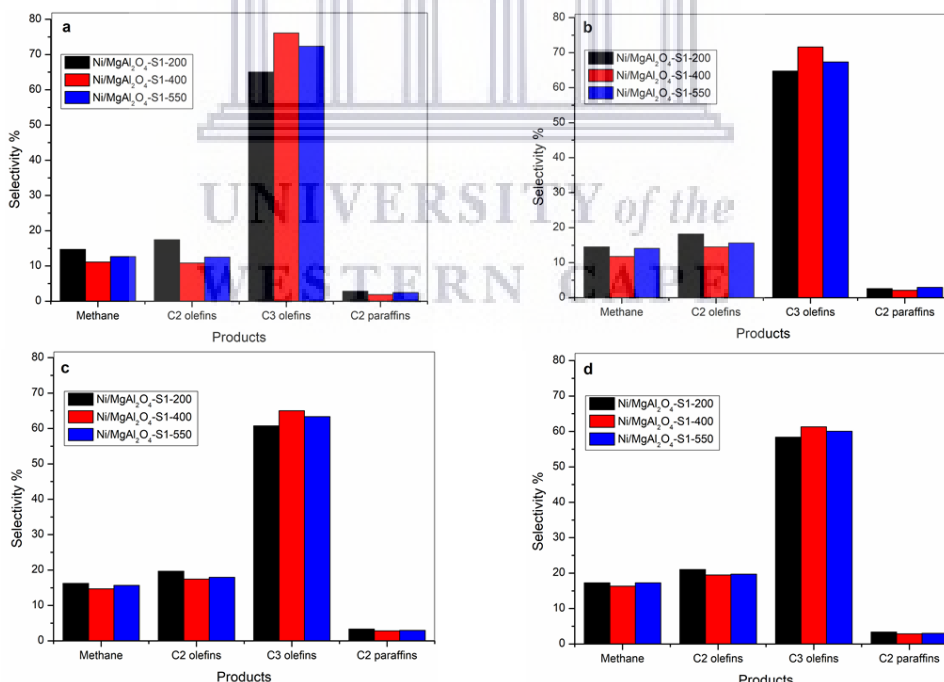 a
Ni/MgAl₂O₄-S1-200
Ni/MgAl₂O₄-S1-400
Ni/MgAl₂O₄-S1-550
80
70
60
50
40
30
20
10
0
Selectivity %
Methane C2 olefins C3 olefins C2 paraffins
Products
b
Ni/MgAl₂O₄-S1-200
Ni/MgAl₂O₄-S1-400
Ni/MgAl₂O₄-S1-550
80
70
60
50
40
30
20
10
0
Selectivity %
Methane C2 olefins C3 olefins C2 paraffins
Products
UNIVERSITY of the
WESTERN CAPE
c
Ni/MgAl₂O₄-S1-200
Ni/MgAl₂O₄-S1-400
Ni/MgAl₂O₄-S1-550
80
70
60
50
40
30
20
10
0
Selectivity %
Methane C2 olefins C3 olefins C2 paraffins
Products
d
Ni/MgAl₂O₄-S1-200
Ni/MgAl₂O₄-S1-400
Ni/MgAl₂O₄-S1-550
80
70
60
50
40
30
20
10
0
Selectivity %
Methane C2 olefins C3 olefins C2 paraffins
Products